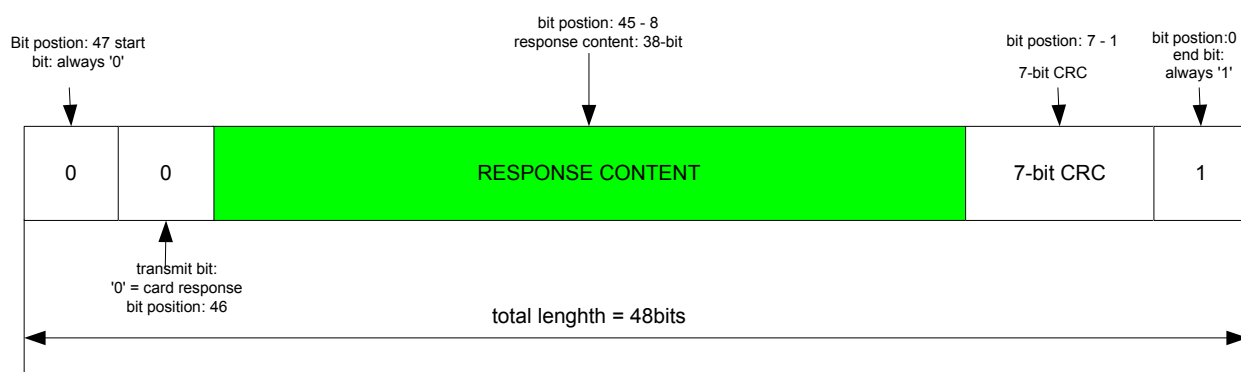 bit postion: 45 - 8
response content: 38-bit
Bit postion: 47 start
bit: always '0'
bit postion: 7 - 1
7-bit CRC
bit postion:0
end bit:
always '1'
0
0
RESPONSE CONTENT
7-bit CRC
1
transmit bit:
'0' = card response
bit position: 46
total lenghth = 48bits